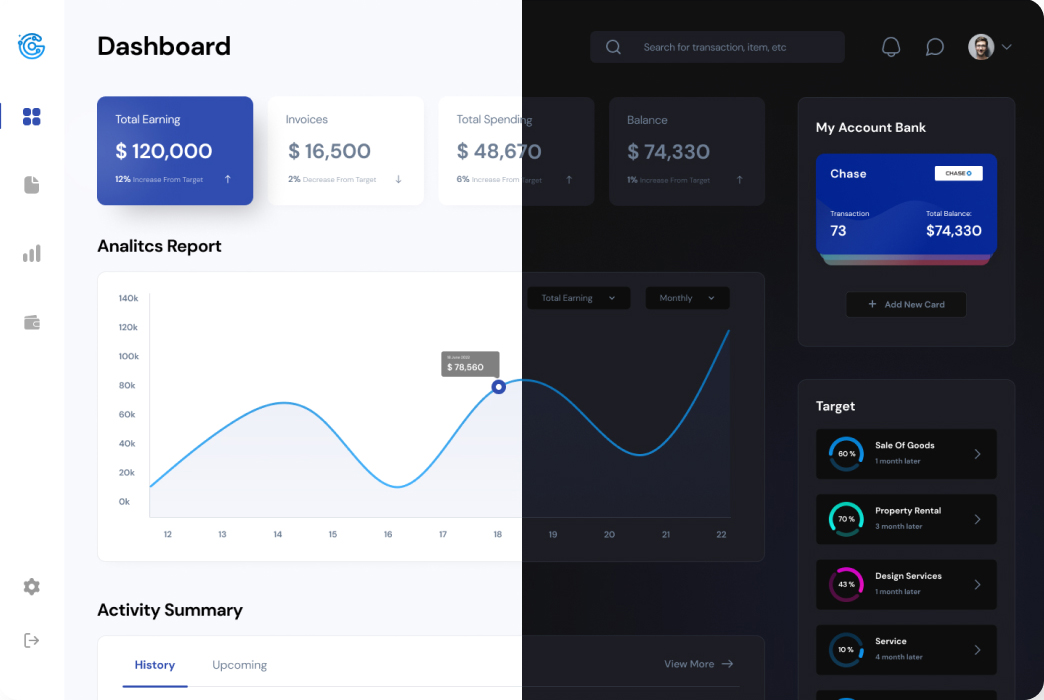 Dashboard
Search for transaction, item, etc
Total Earning
$ 120,000
12% Increase From Target
Invoices
$ 16,500
2% Decrease From Target
Total Spending
$ 48,670
6% Increase From Target
Balance
$ 74,330
1% Increase From Target
My Account Bank
Chase
CHASE
Transaction
73
Total Balance:
$74,330
Add New Card
Analitcs Report
Total Earning
Monthly
140k
120k
100k
80k
60k
40k
20k
0k
$ 78,560
12 13 14 15 16 17 18 19 20 21 22
Target
60 %
Sale Of Goods
1 month later
70 %
Property Rental
3 month later
43 %
Design Services
1 month later
10 %
Service
4 month later
Activity Summary
History
Upcoming
View More